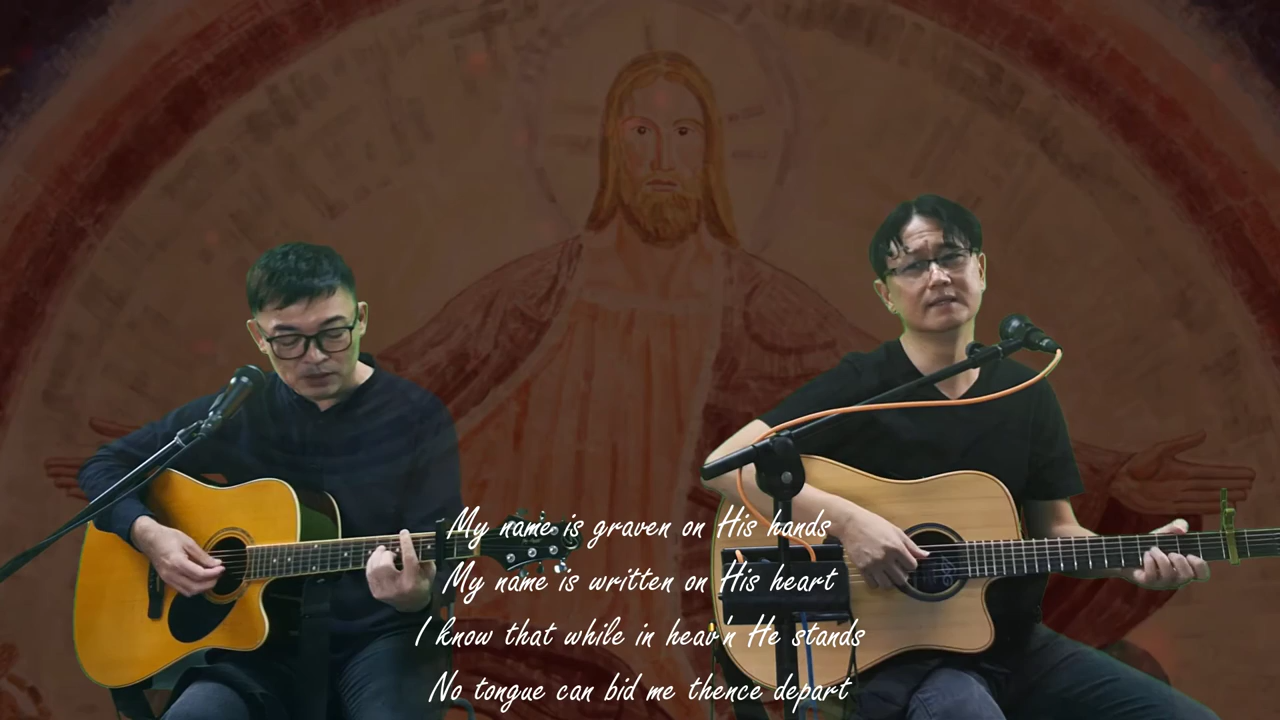 My name is graven on His hands
My name is written on His heart
I know that while in heav'n He stands
No tongue can bid me thence depart